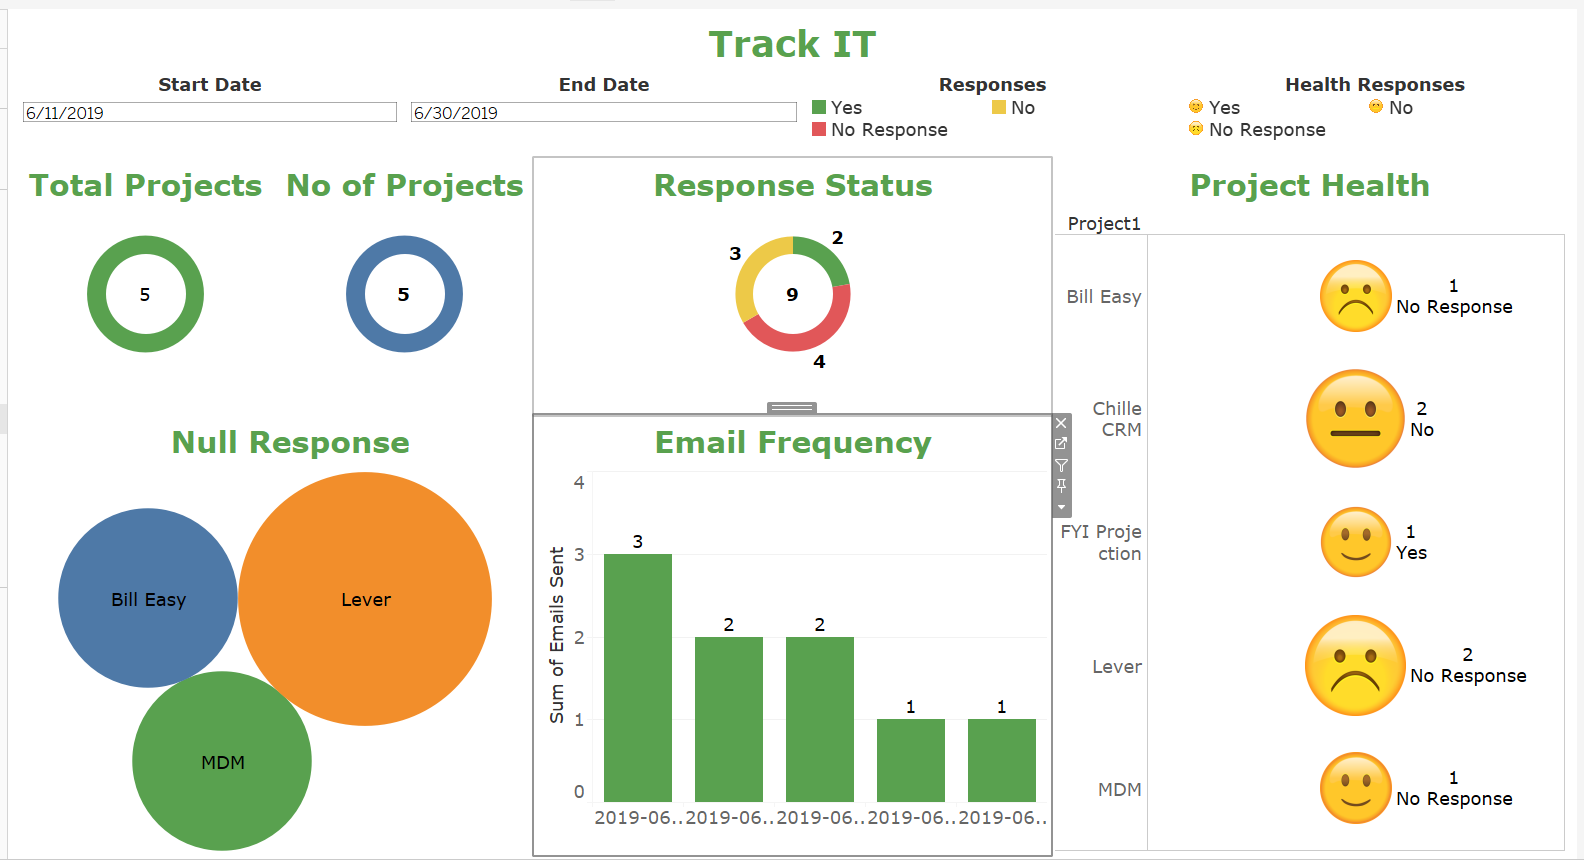 Track IT
Start Date
End Date
Responses
Health Responses
6/11/2019
6/30/2019
Yes
No
No Response
Yes
No
No Response
Total Projects
No of Projects
Response Status
Project Health
5
5
3
2
9
4
Project1
Bill Easy
1
No Response
Chille
CRM
2
No
FYI Proje
ction
1
Yes
Lever
2
No Response
MDM
1
No Response
Null Response
Bill Easy
Lever
MDM
Email Frequency
Sum of Emails Sent
4
3
2
1
0
3
2
2
1
1
2019-06..
2019-06..
2019-06..
2019-06..
2019-06..